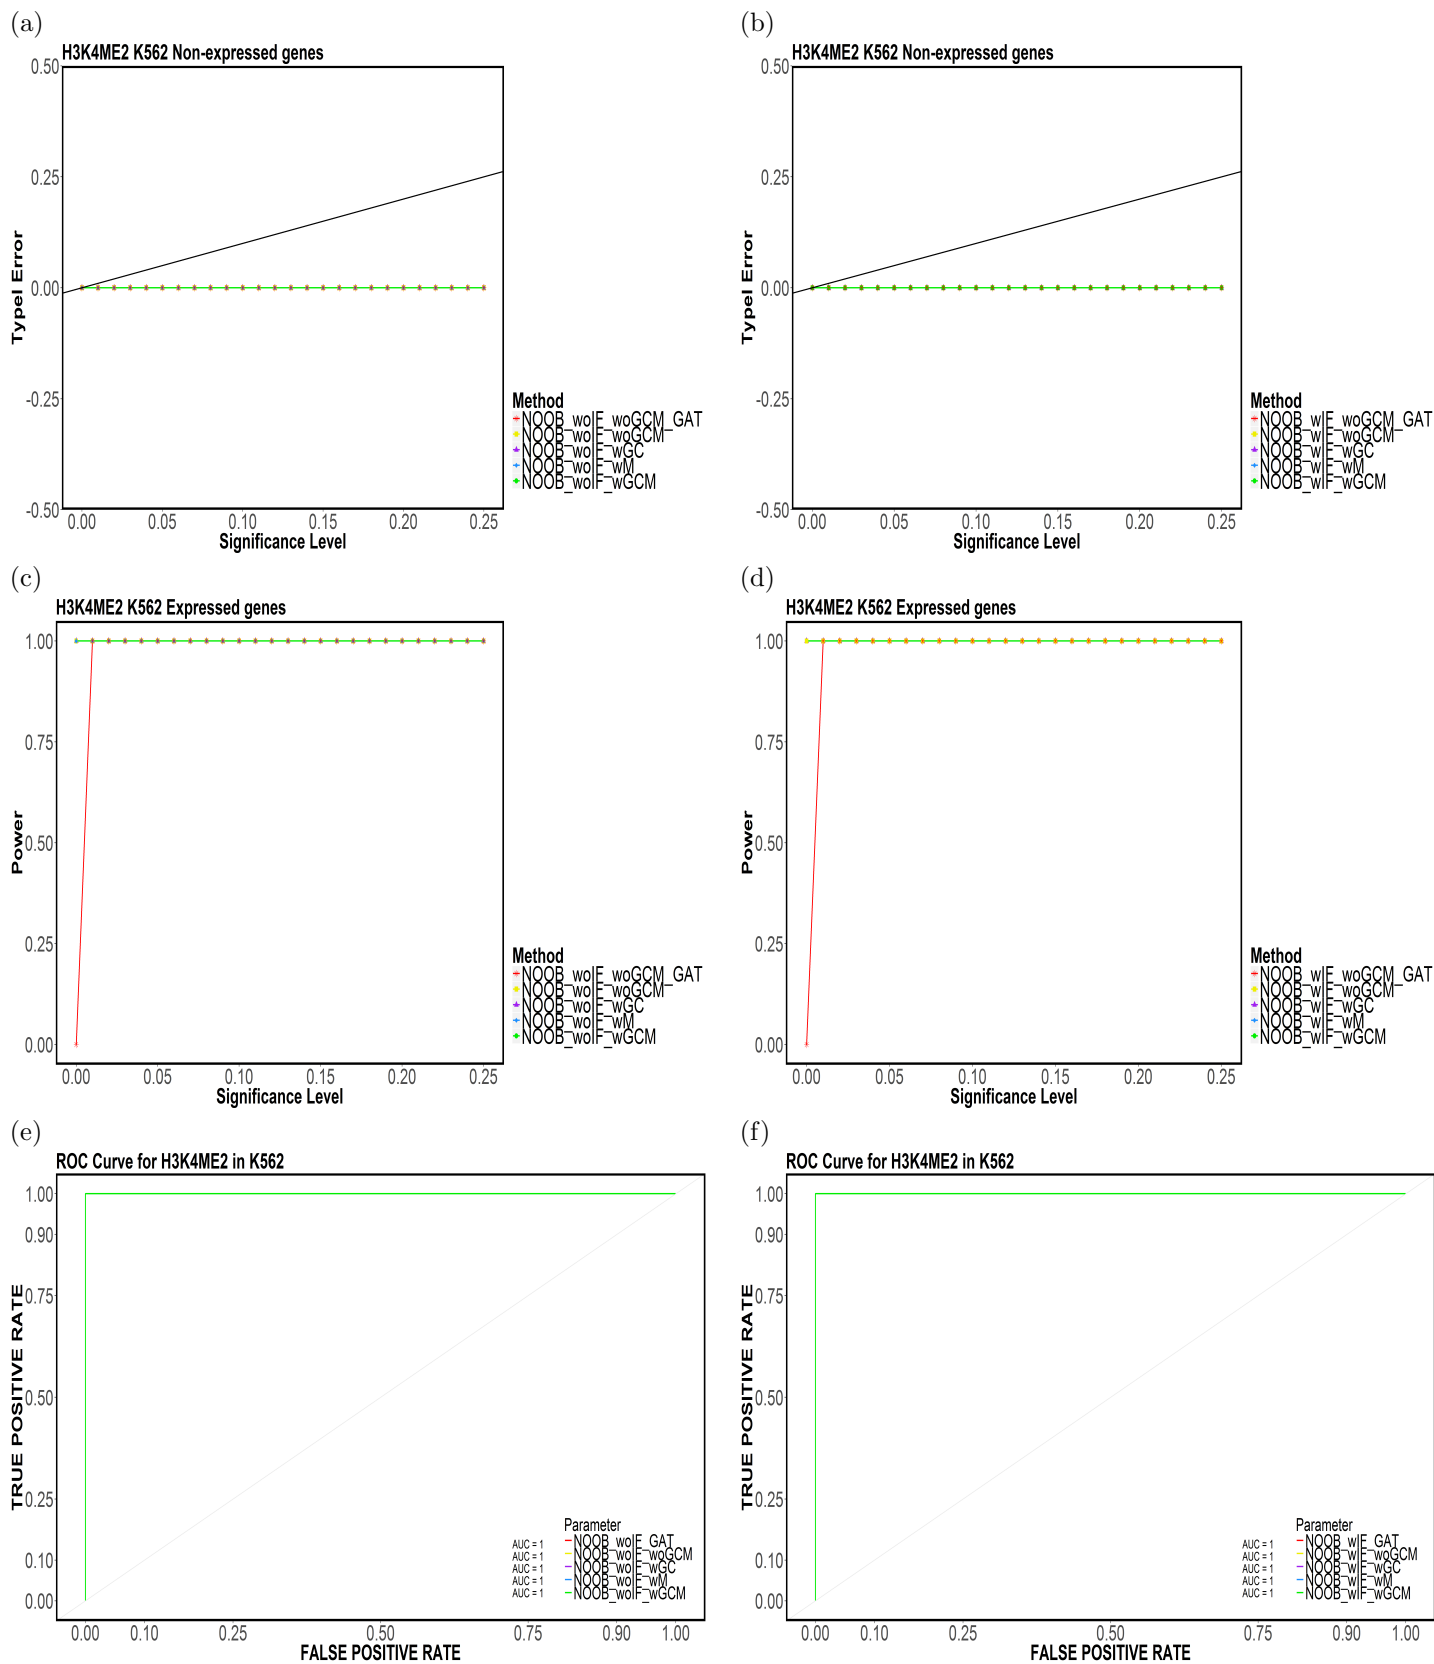 (a)
H3K4ME2 K562 Non-expressed genes
0.50
0.25
0.00
-0.25
-0.50
TypeI Error
0.00 0.05 0.10 0.15 0.20 0.25
Significance Level
Method
NOOB_woIF_woGCM_GAT
NOOB_woIF_woGCM
NOOB_woIF_wGC
NOOB_woIF_wM
NOOB_woIF_wGCM
(b)
H3K4ME2 K562 Non-expressed genes
0.50
0.25
0.00
-0.25
-0.50
TypeI Error
0.00 0.05 0.10 0.15 0.20 0.25
Significance Level
Method
NOOB_wIF_woGCM_GAT
NOOB_wIF_woGCM
NOOB_wIF_wGC
NOOB_wIF_wM
NOOB_wIF_wGCM
(c)
H3K4ME2 K562 Expressed genes
1.00
0.75
0.50
0.25
0.00
Power
0.00 0.05 0.10 0.15 0.20 0.25
Significance Level
Method
NOOB_woIF_woGCM_GAT
NOOB_woIF_woGCM
NOOB_woIF_wGC
NOOB_woIF_wM
NOOB_woIF_wGCM
(d)
H3K4ME2 K562 Expressed genes
1.00
0.75
0.50
0.25
0.00
Power
0.00 0.05 0.10 0.15 0.20 0.25
Significance Level
Method
NOOB_wIF_woGCM_GAT
NOOB_wIF_woGCM
NOOB_wIF_wGC
NOOB_wIF_wM
NOOB_wIF_wGCM
(e)
ROC Curve for H3K4ME2 in K562
1.00
0.90
0.75
0.50
0.25
0.10
0.00
TRUE POSITIVE RATE
Parameter
AUC = 1 NOOB_woIF_GAT
AUC = 1 NOOB_woIF_woGCM
AUC = 1 NOOB_woIF_wGC
AUC = 1 NOOB_woIF_wM
AUC = 1 NOOB_woIF_wGCM
0.00 0.10 0.25 0.50 0.75 0.90 1.00
FALSE POSITIVE RATE
(f)
ROC Curve for H3K4ME2 in K562
1.00
0.90
0.75
0.50
0.25
0.10
0.00
TRUE POSITIVE RATE
Parameter
AUC = 1 NOOB_wIF_GAT
AUC = 1 NOOB_wIF_woGCM
AUC = 1 NOOB_wIF_wGC
AUC = 1 NOOB_wIF_wM
AUC = 1 NOOB_wIF_wGCM
0.00 0.10 0.25 0.50 0.75 0.90 1.00
FALSE POSITIVE RATE